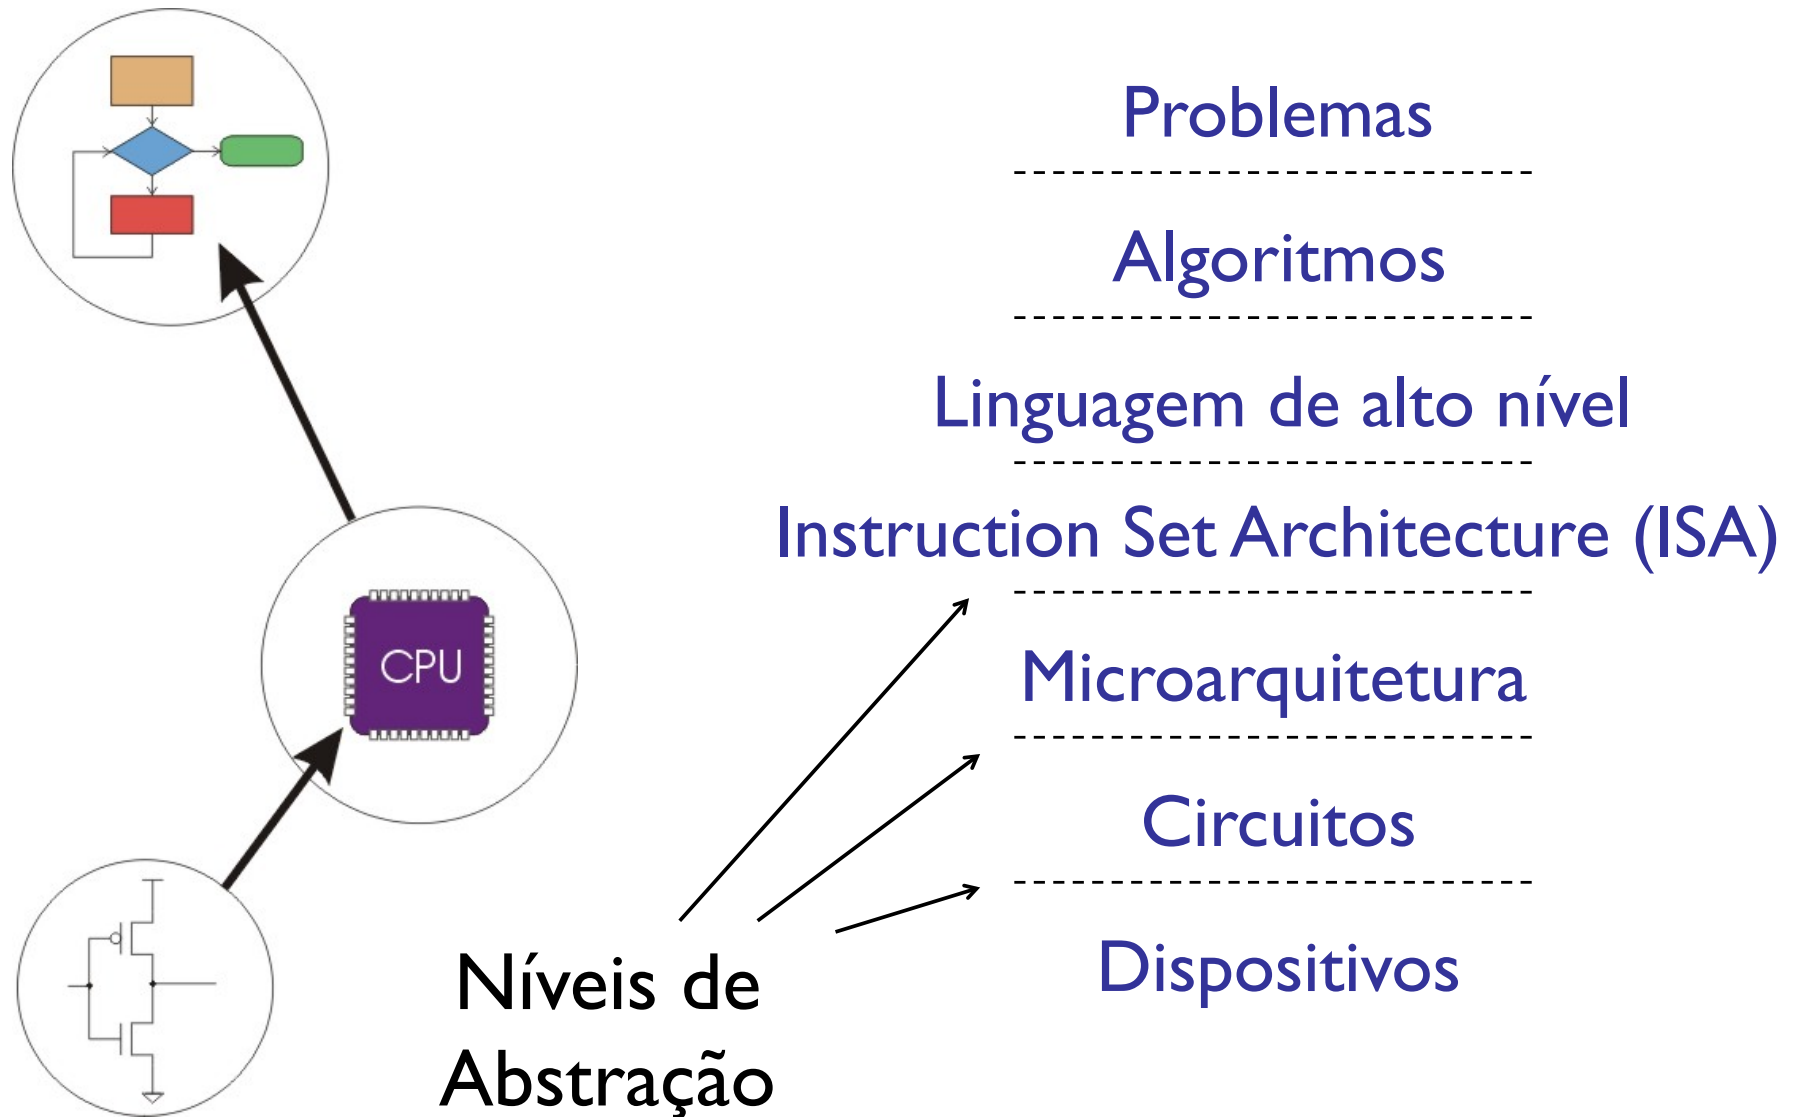 Problemas
Algoritmos
Linguagem de alto nível
Instruction Set Architecture (ISA)
CPU
Microarquitetura
Circuitos
Dispositivos
Níveis de
Abstração